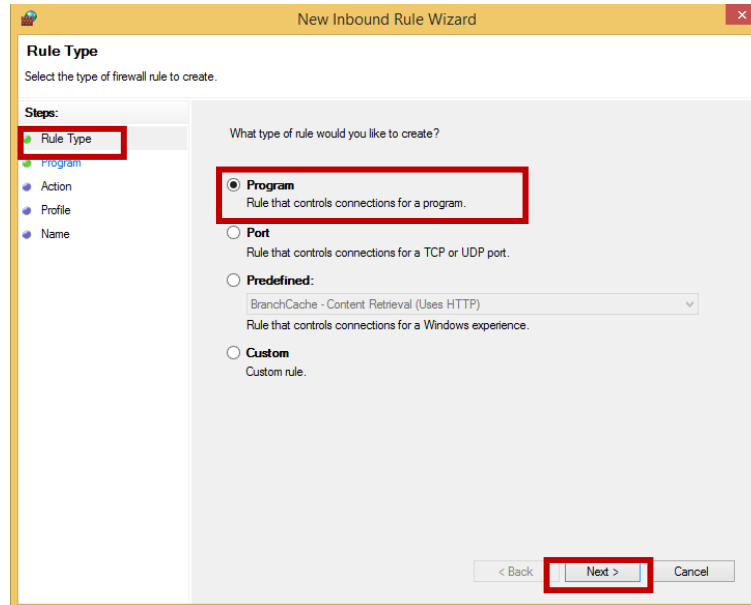 New Inbound Rule Wizard
Rule Type
Select the type of firewall rule to create.
Steps:
Rule Type
Program
Action
Profile
Name
What type of rule would you like to create?
Program
Rule that controls connections for a program.
Port
Rule that controls connections for a TCP or UDP port.
Predefined:
BranchCache - Content Retrieval (Uses HTTP)
Rule that controls connections for a Windows experience.
Custom
Custom rule.
< Back Next > Cancel